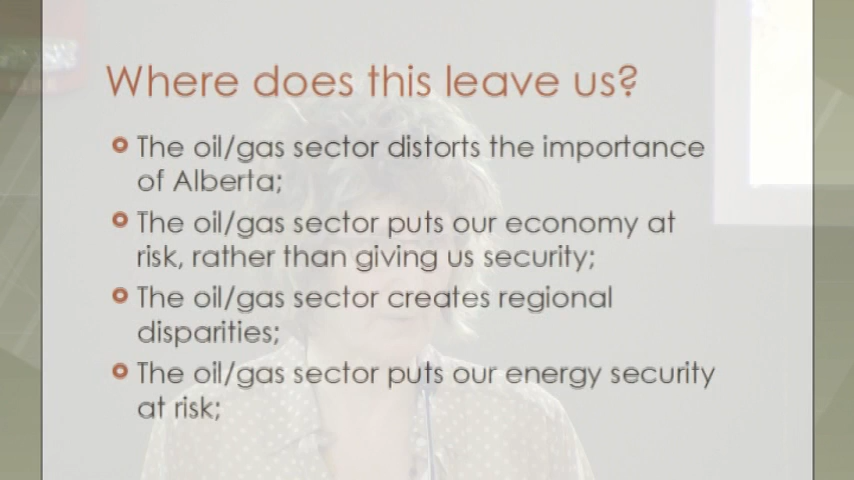 Where does this leave us?
The oil/gas sector distorts the importance
of Alberta;
The oil/gas sector puts our economy at
risk, rather than giving us security;
The oil/gas sector creates regional
disparities;
The oil/gas sector puts our energy security
at risk;